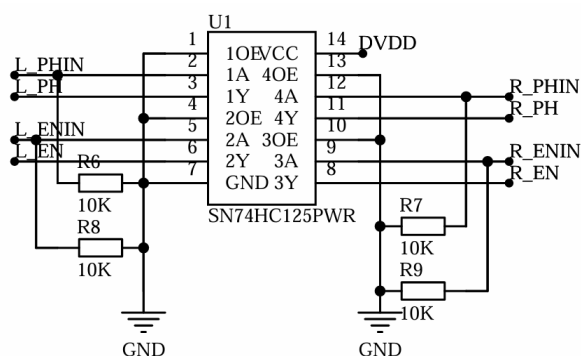 U1
1 1OE VCC 14 DVDD
L_PHIN 2 1A 4OE 13
L_PH 3 1Y 4A 12 R_PHIN
4 2OE 4Y 11 R_PH
L_ENIN 5 2A 3OE 10
L_EN 6 2Y 3A 9 R_ENIN
7 GND 3Y 8 R_EN
SN74HC125PWR
R6
10K
R8
10K
R7
10K
R9
10K
GND
GND